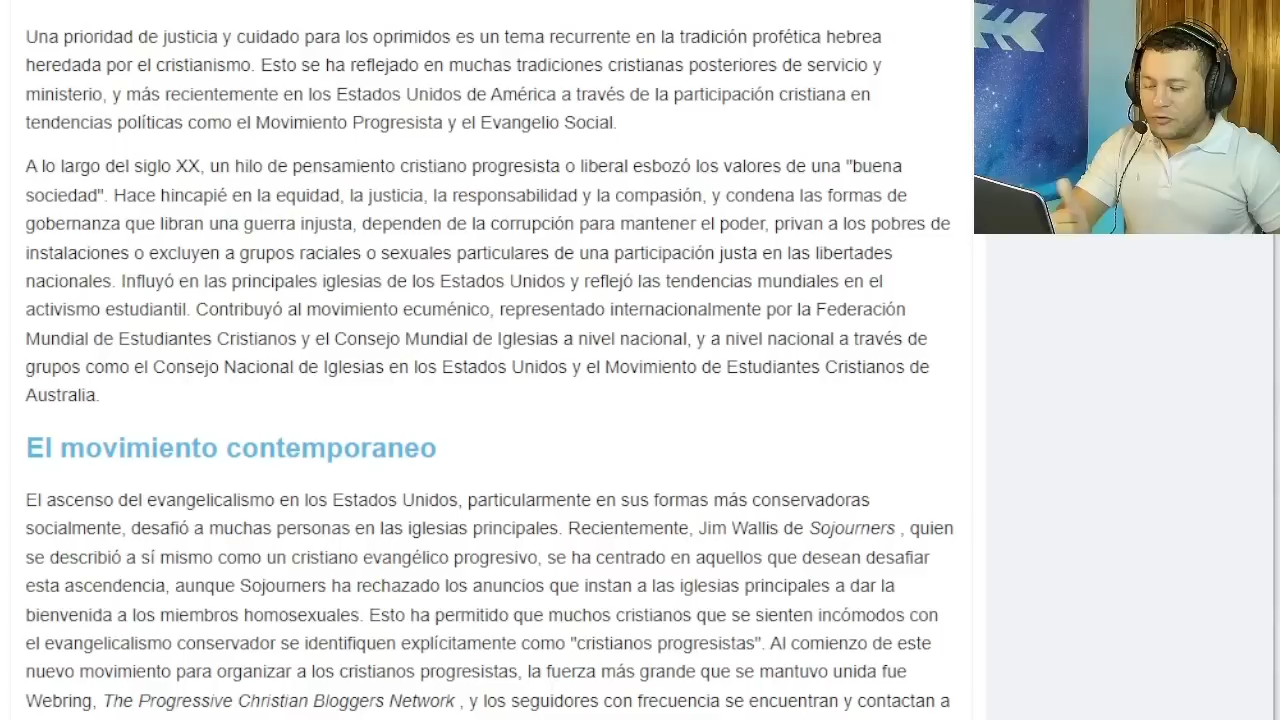 Una prioridad de justicia y cuidado para los oprimidos es un tema recurrente en la tradición profética hebrea
heredada por el cristianismo. Esto se ha reflejado en muchas tradiciones cristianas posteriores de servicio y
ministerio, y más recientemente en los Estados Unidos de América a través de la participación cristiana en
tendencias políticas como el Movimiento Progresista y el Evangelio Social.
A lo largo del siglo XX, un hilo de pensamiento cristiano progresista o liberal esbozó los valores de una "buena
sociedad". Hace hincapié en la equidad, la justicia, la responsabilidad y la compasión, y condena las formas de
gobernanza que libran una guerra injusta, dependen de la corrupción para mantener el poder, privan a los pobres de
instalaciones o excluyen a grupos raciales o sexuales particulares de una participación justa en las libertades
nacionales. Influyó en las principales iglesias de los Estados Unidos y reflejó las tendencias mundiales en el
activismo estudiantil. Contribuyó al movimiento ecuménico, representado internacionalmente por la Federación
Mundial de Estudiantes Cristianos y el Consejo Mundial de Iglesias a nivel nacional, y a nivel nacional a través de
grupos como el Consejo Nacional de Iglesias en los Estados Unidos y el Movimiento de Estudiantes Cristianos de
Australia.
El movimiento contemporaneo
El ascenso del evangelicalismo en los Estados Unidos, particularmente en sus formas más conservadoras
socialmente, desafió a muchas personas en las iglesias principales. Recientemente, Jim Wallis de Sojourners , quien
se describió a sí mismo como un cristiano evangélico progresivo, se ha centrado en aquellos que desean desafiar
esta ascendencia, aunque Sojourners ha rechazado los anuncios que instan a las iglesias principales a dar la
bienvenida a los miembros homosexuales. Esto ha permitido que muchos cristianos que se sienten incómodos con
el evangelicalismo conservador se identifiquen explícitamente como "cristianos progresistas". Al comienzo de este
nuevo movimiento para organizar a los cristianos progresistas, la fuerza más grande que se mantuvo unida fue
Webring, The Progressive Christian Bloggers Network , y los seguidores con frecuencia se encuentran y contactan a